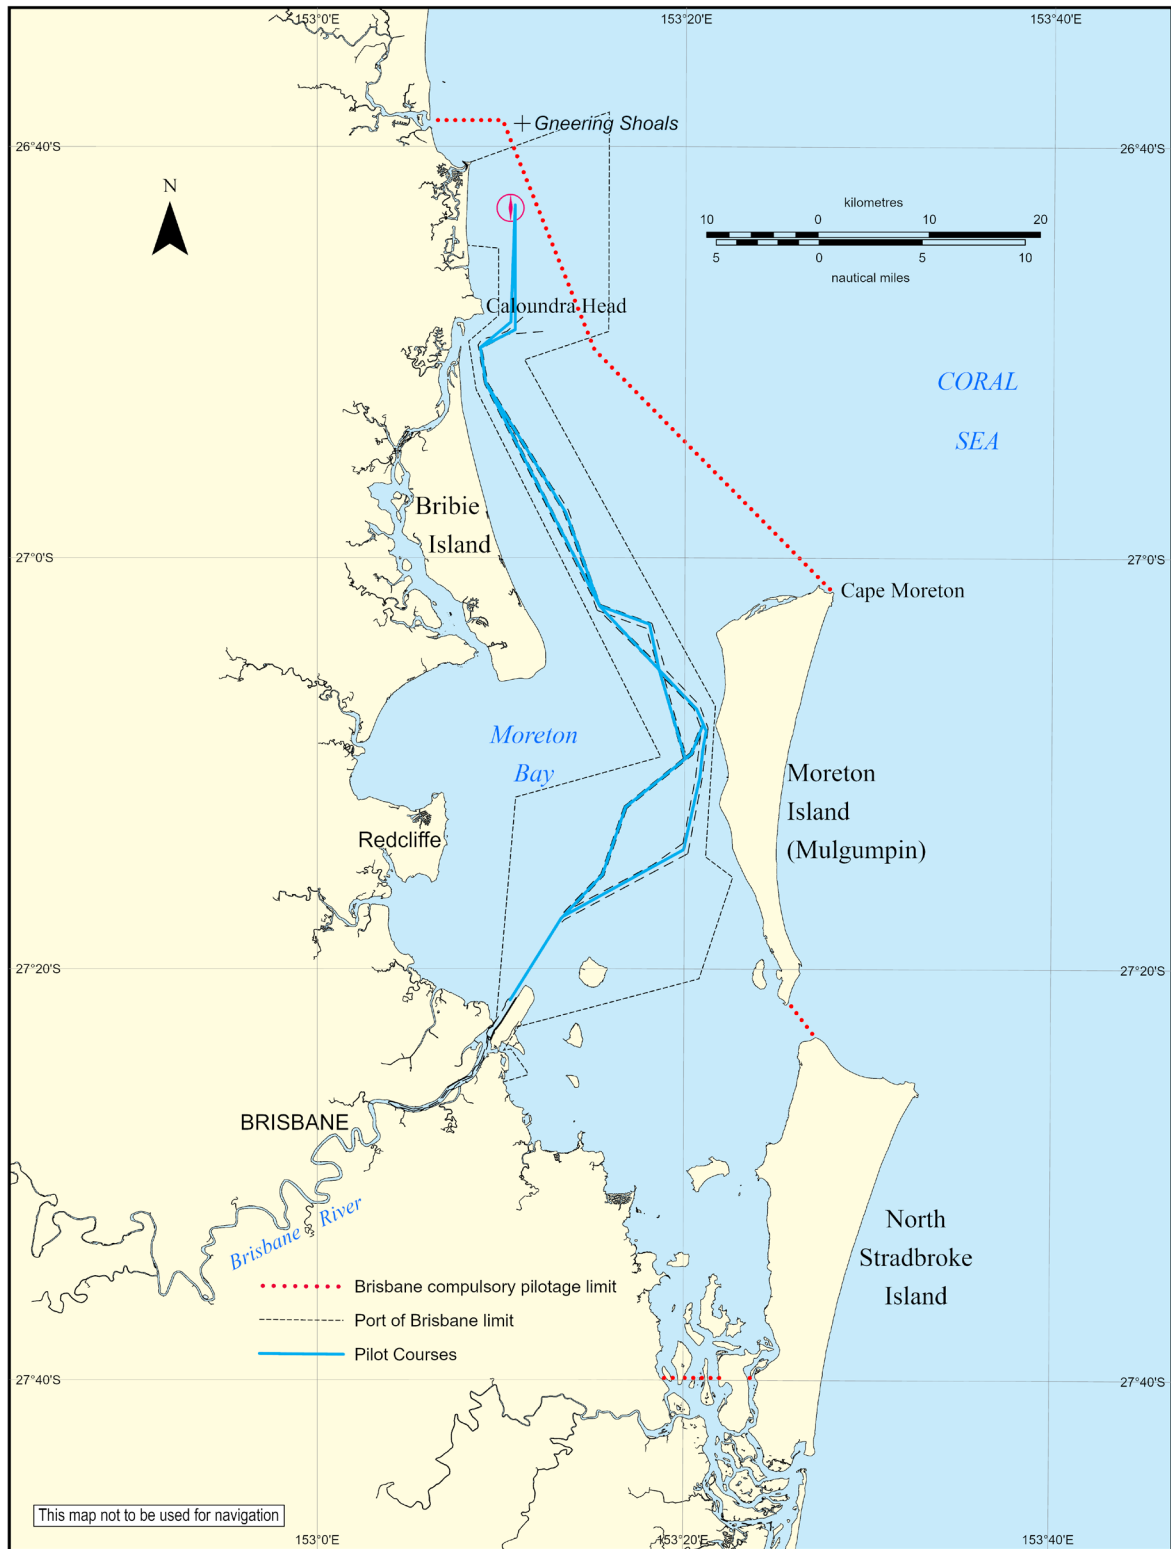 153°0'E
153°20'E
153°40'E
Gneering Shoals
26°40'S
26°40'S
N
kilometres
10 0 10 20
5 0 5 10
nautical miles
Caloundra Head
CORAL
SEA
Bribie
Island
27°0'S
27°0'S
Cape Moreton
Moreton
Bay
Moreton
Island
(Mulgumpin)
Redcliffe
27°20'S
27°20'S
BRISBANE
Brisbane River
North
Stradbroke
Island
Brisbane compulsory pilotage limit
Port of Brisbane limit
Pilot Courses
27°40'S
27°40'S
This map not to be used for navigation
153°0'E
153°20'E
153°40'E